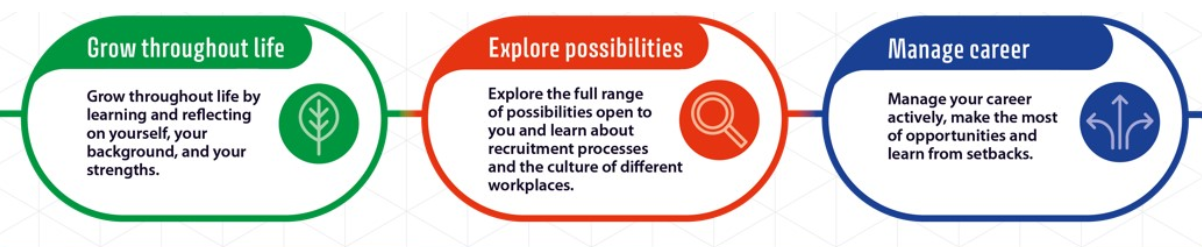 Grow throughout life
Grow throughout life by
learning and reflecting
on yourself, your
background, and your
strengths.
Explore possibilities
Explore the full range
of possibilities open to
you and learn about
recruitment processes
and the culture of different
workplaces.
Manage career
Manage your career
actively, make the most
of opportunities and
learn from setbacks.